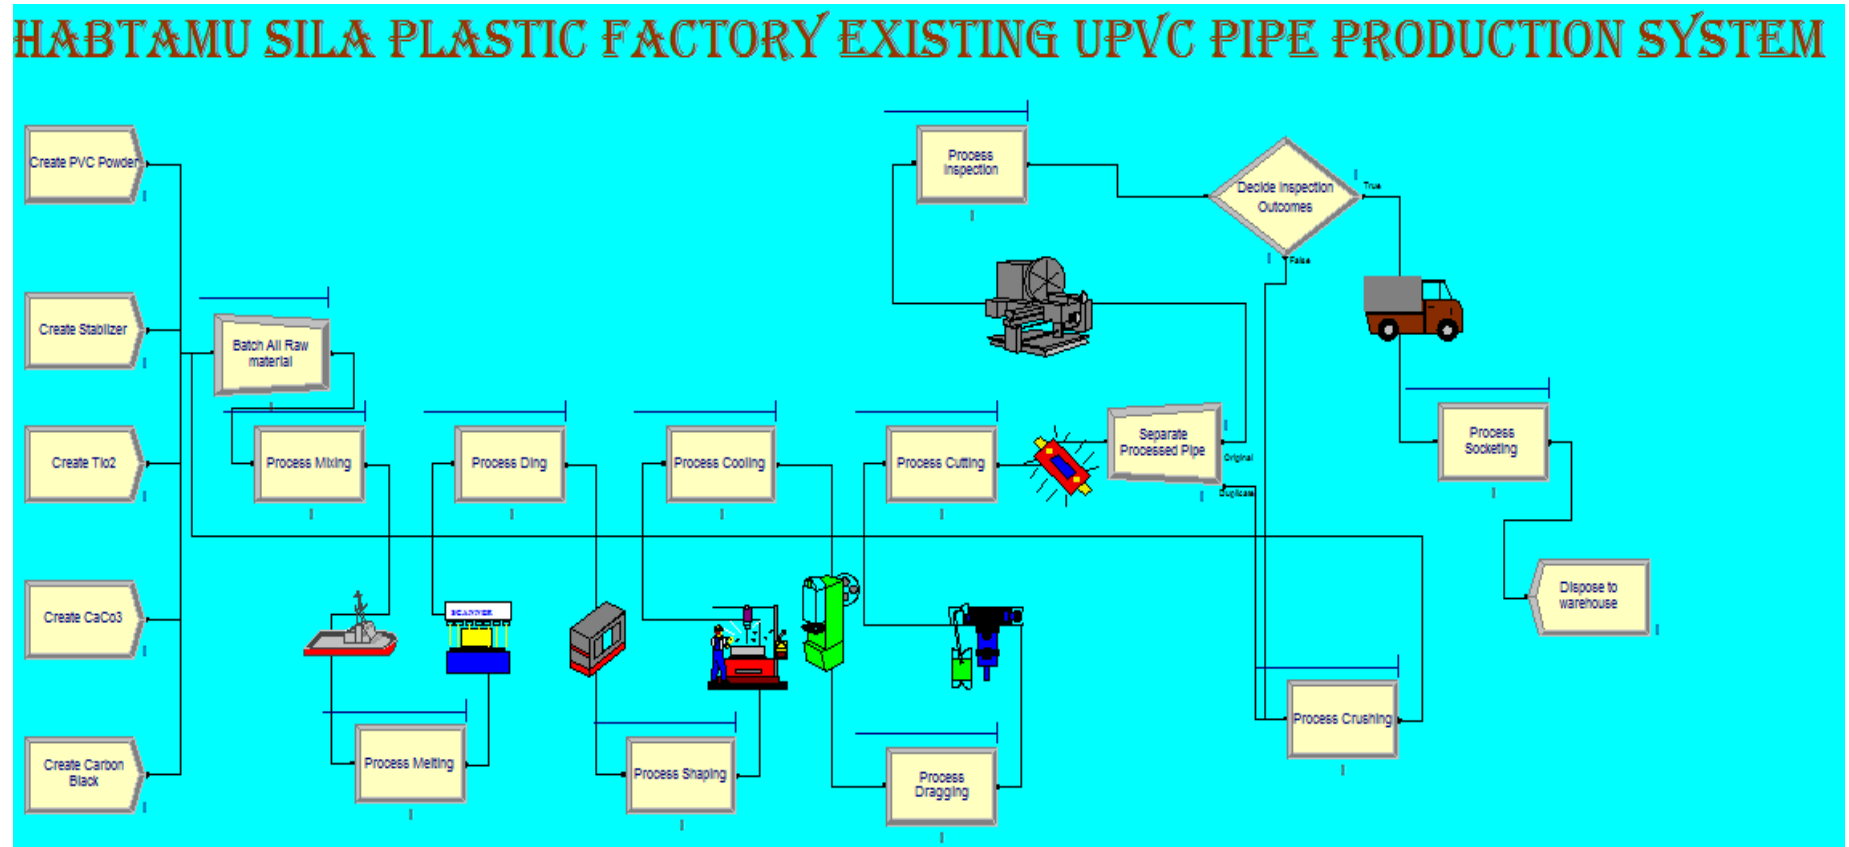 HABTAMU SILA PLASTIC FACTORY EXISTING UPVC PIPE PRODUCTION SYSTEM
Create PVC Powder
Create Stabilizer
Create Tio2
Create CaCo3
Create Carbon
Black
Batch All Raw
material
Process Mixing
Process Melting
Process Ding
SCANNER
Process Shaping
Process Cooling
Process
Dragging
Process Cutting
Separate
Processed Pipe
Original
Duplicate
Process
Inspection
Decide Inspection
Outcomes
True
False
Process
Socketing
Dispose to
warehouse
Process Crushing